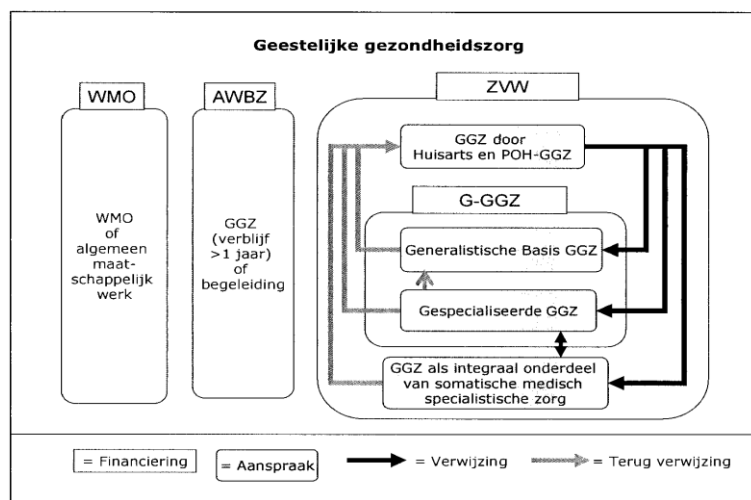 Geestelijke gezondheidszorg
WMO
AWBZ
ZVW
WMO
of
algemeen
maat-
schappelijk
werk
GGZ
(verblijf
>1 jaar)
of
begeleiding
GGZ door
Huisarts en POH-GGZ
G-GGZ
Generalistische Basis GGZ
Gespecialiseerde GGZ
GGZ als integraal onderdeel
van somatische medisch
specialistische zorg
= Financiering
= Aanspraak
= Verwijzing
= Terug verwijzing